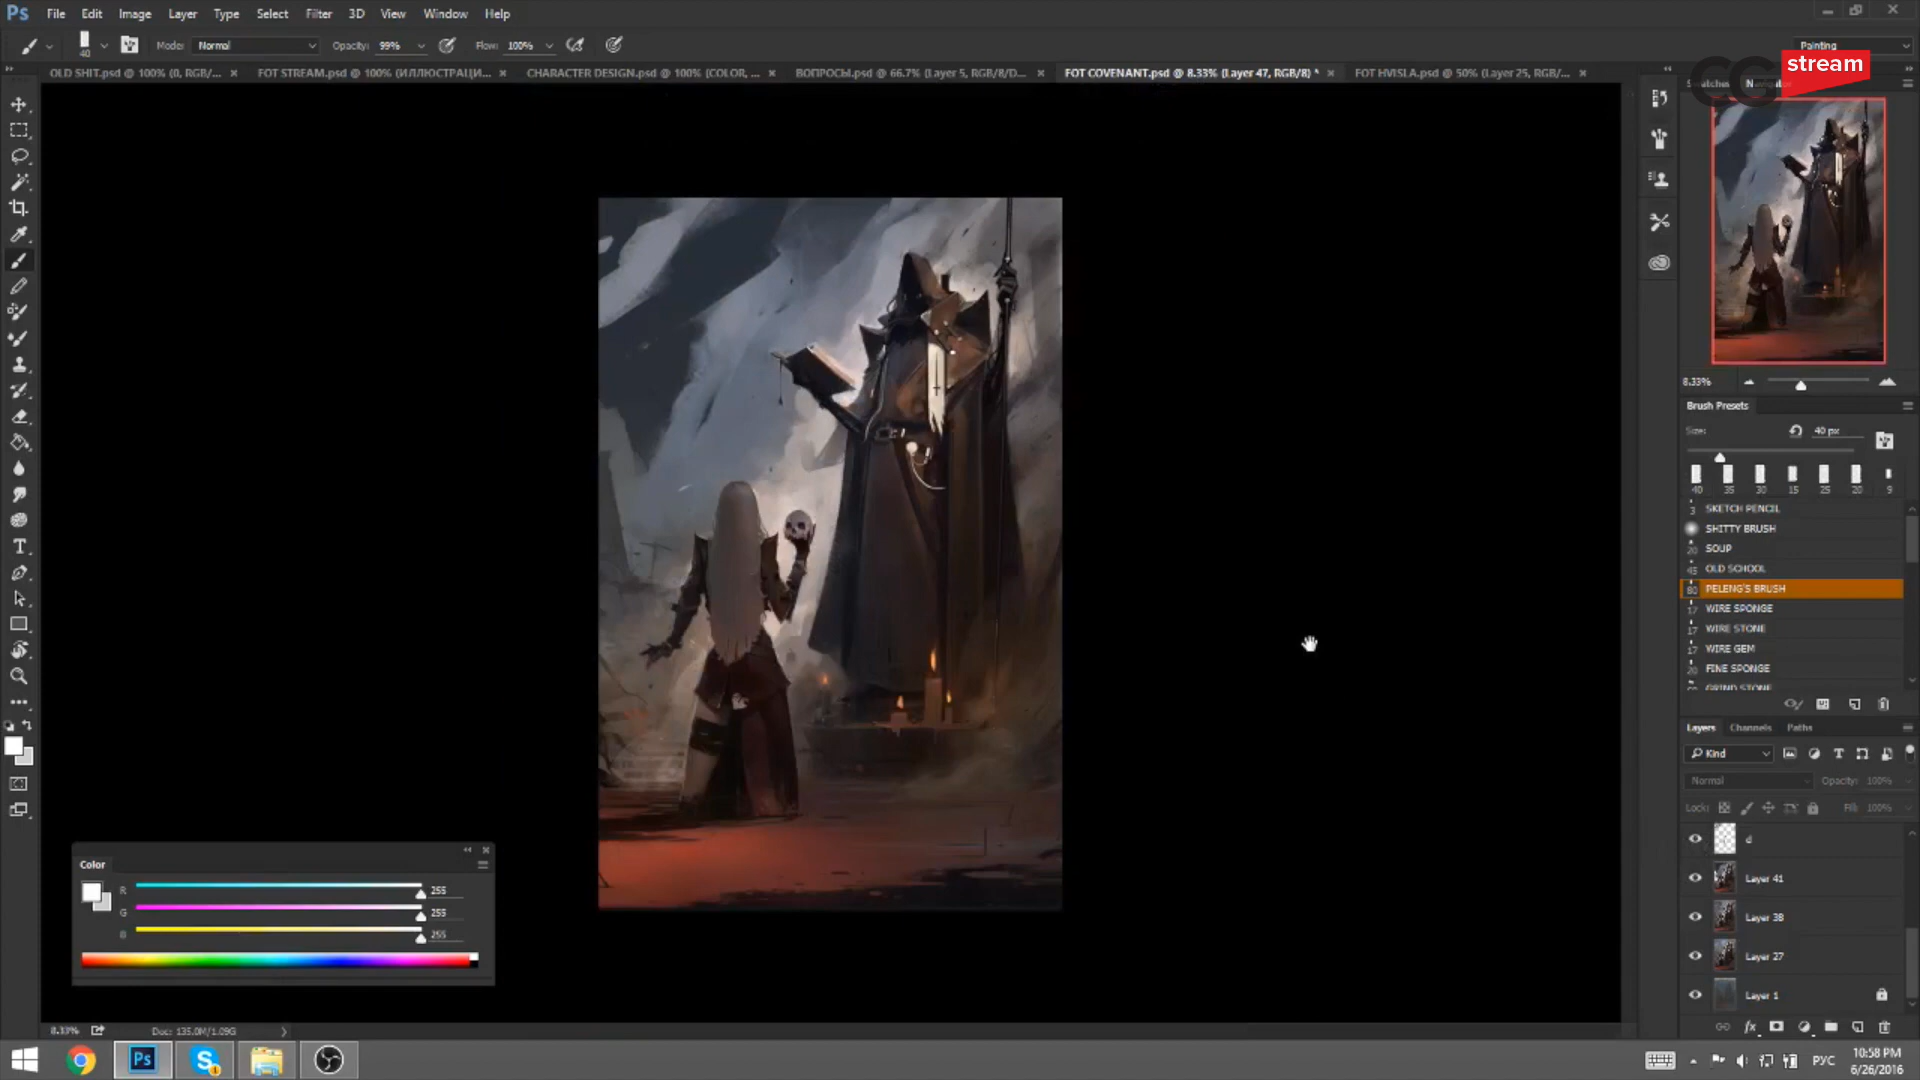 Ps File Edit Image Layer Type Select Filter 3D View Window Help
40 Mode: Normal Opacity: 99% Flow: 100% Painting
CG stream
OLD SHIT.psd @ 100% (0, RGB/... × FOT STREAM.psd @ 100% (ИЛЛЮСТРАЦИ... × CHARACTER DESIGN.psd @ 100% (COLOR, ... × ВОПРОСЫ.psd @ 66.7% (Layer 5, RGB/8/D... × FOT COVENANT.psd @ 8.33% (Layer 47, RGB/8) * × FOT HVISLA.psd @ 50% (Layer 25, RGB/... ×
Swatches Navigator
8.33%
Brush Presets
Size: 40 px
40 35 30 15 25 20 9
3 SKETCH PENCIL
SHITTY BRUSH
20 SOUP
45 OLD SCHOOL
80 PELENG'S BRUSH
17 WIRE SPONGE
17 WIRE STONE
17 WIRE GEM
20 FINE SPONGE
GRIND STONE
Layers Channels Paths
Kind
Normal Opacity: 100%
Lock: Fill: 100%
d
Layer 41
Layer 38
Layer 27
Layer 1
Color
R 255
G 255
B 255
8.33% Doc: 135.0M/1.09G
Ps
РУС
10:58 PM
6/26/2016